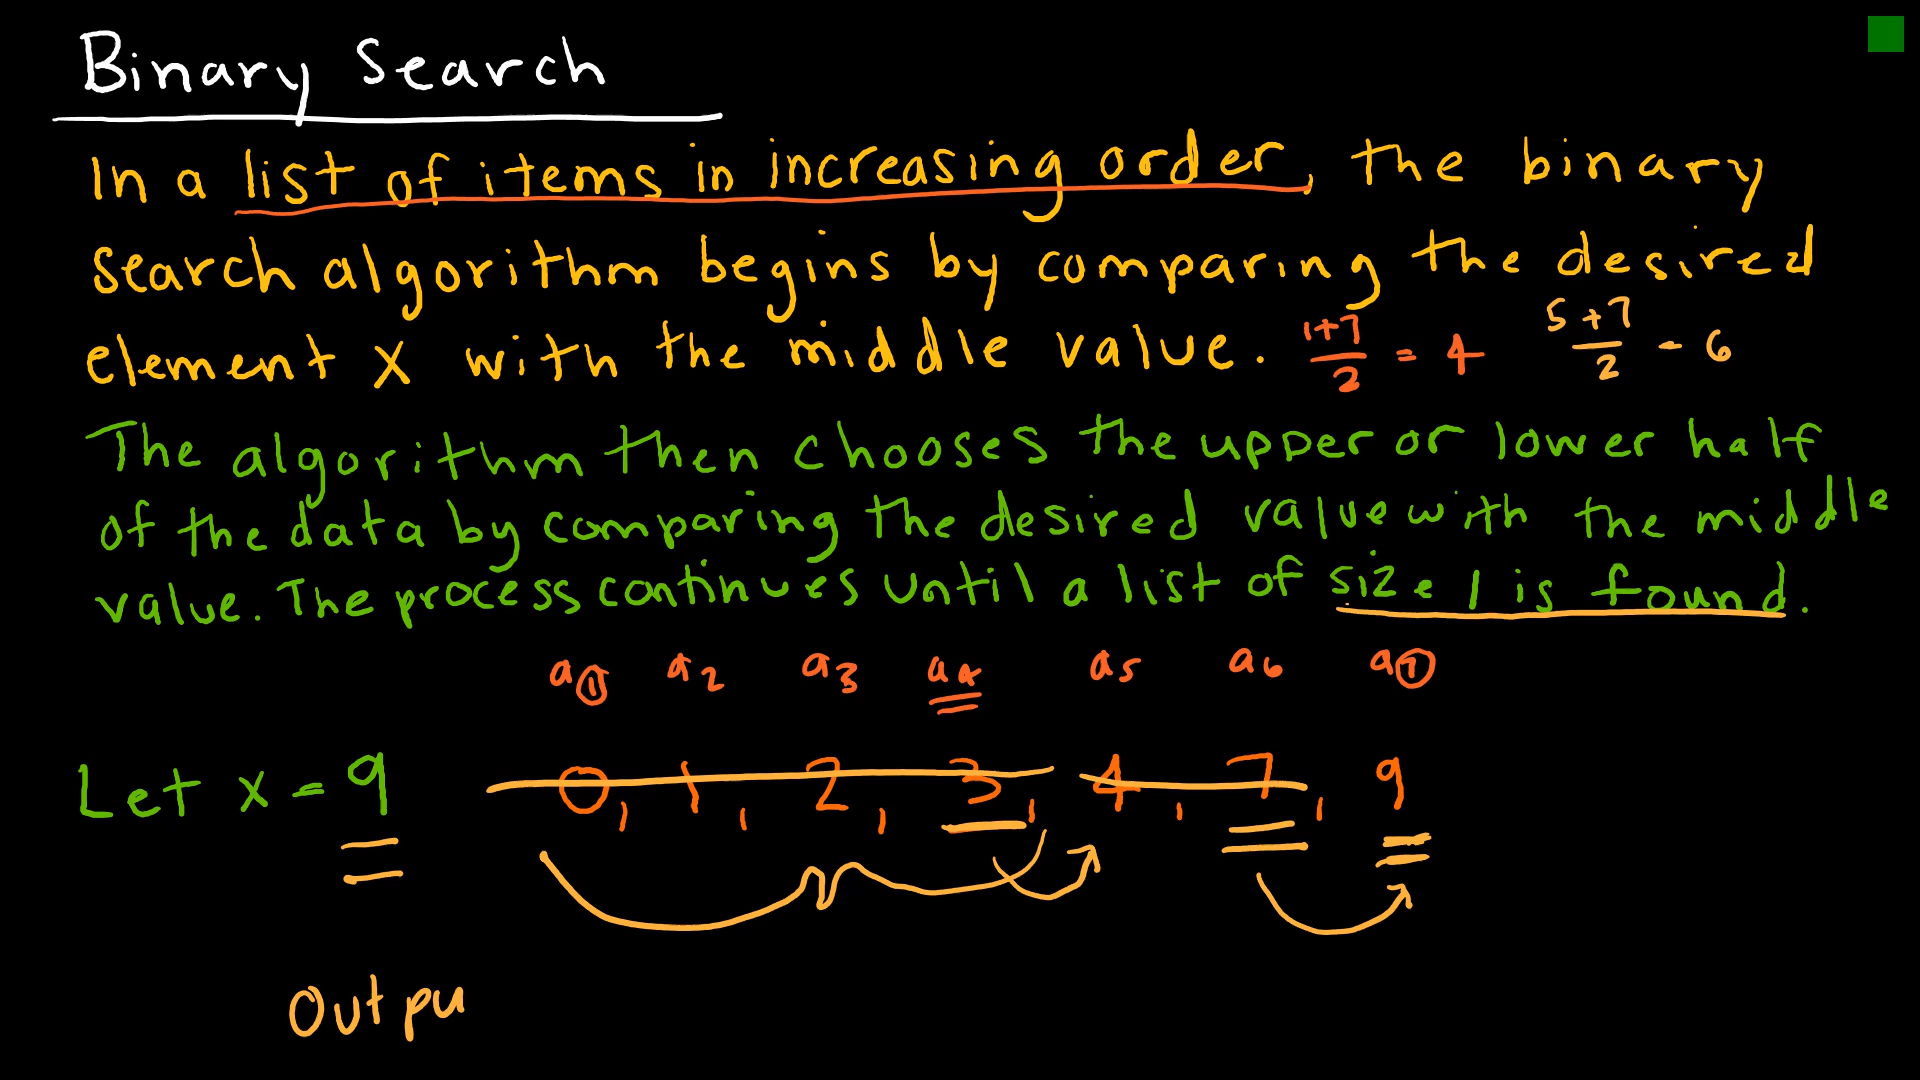 Binary Search
In a list of items in increasing order, the binary
search algorithm begins by comparing the desired
element x with the middle value. 1+7/2 = 4 5+7/2 - 6
The algorithm then chooses the upper or lower half
of the data by comparing the desired value with the middle
value. The process continues until a list of size 1 is found.
a1 a2 a3 a4 a5 a6 a7
Let x = 9 0, 1, 2, 3, 4, 7, 9
Outpu